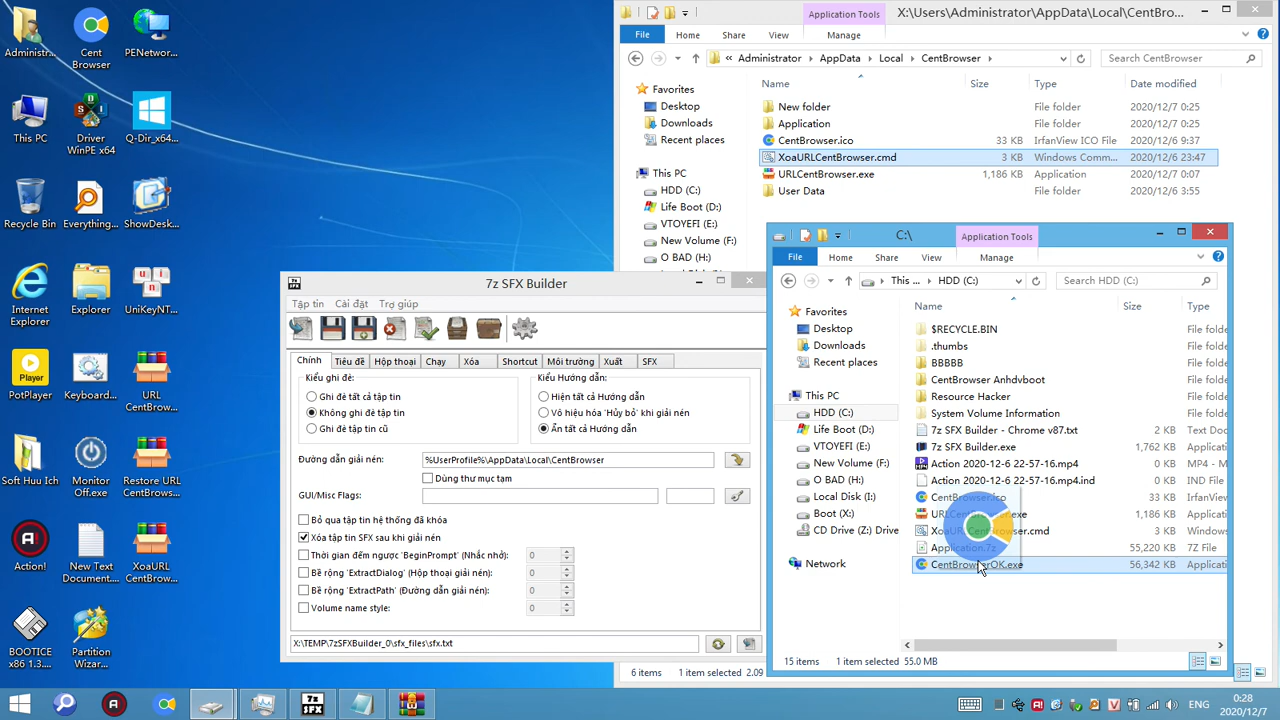 Administr...
Cent Browser
PENetwork...
This PC
Driver WinPE x64
Q-Dir_x64...
Recycle Bin
Everything...
ShowDesk...
Internet Explorer
Explorer
UniKeyNT...
PotPlayer
Keyboard...
URL CentBrow...
Soft Huu Ich
Monitor Off.exe
Restore URL CentBrows...
Action!
New Text Document...
XoaURL CentBrow...
BOOTICE x86 1.3...
Partition Wizar...
Application Tools
X:\Users\Administrator\AppData\Local\CentBro...
File Home Share View Manage
« Administrator AppData Local CentBrowser
Search CentBrowser
Favorites
Desktop
Downloads
Recent places
This PC
HDD (C:)
Life Boot (D:)
VTOYEFI (E:)
New Volume (F:)
O BAD (H:)
Name Size Type Date modified
New folder File folder 2020/12/7 0:25
Application File folder 2020/12/7 0:25
CentBrowser.ico 33 KB IrfanView ICO File 2020/12/6 9:37
XoaURLCentBrowser.cmd 3 KB Windows Comm... 2020/12/6 23:47
URLCentBrowser.exe 1,186 KB Application 2020/12/7 0:07
User Data File folder 2020/12/6 3:55
6 items 1 item selected 2.09
7z SFX Builder
Tập tin Cài đặt Trợ giúp
Chính Tiêu đề Hộp thoại Chạy Xóa Shortcut Môi trường Xuất SFX
Kiểu ghi đè:
Ghi đè tất cả tập tin
Không ghi đè tập tin
Ghi đè tập tin cũ
Kiểu Hướng dẫn:
Hiện tất cả Hướng dẫn
Vô hiệu hóa 'Hủy bỏ' khi giải nén
Ẩn tất cả Hướng dẫn
Đường dẫn giải nén: %UserProfile%\AppData\Local\CentBrowser
Dùng thư mục tạm
GUI/Misc Flags:
Bỏ qua tập tin hệ thống đã khóa
Xóa tập tin SFX sau khi giải nén
Thời gian đếm ngược 'BeginPrompt' (Nhắc nhở): 0
Bề rộng 'ExtractDialog' (Hộp thoại giải nén): 0
Bề rộng 'ExtractPath' (Đường dẫn giải nén): 0
Volume name style: 0
X:\TEMP\7zSFXBuilder_0\sfx_files\sfx.txt
C:\
Application Tools
File Home Share View Manage
This ... HDD (C:)
Search HDD (C:)
Favorites
Desktop
Downloads
Recent places
This PC
HDD (C:)
Life Boot (D:)
VTOYEFI (E:)
New Volume (F:)
O BAD (H:)
Local Disk (I:)
Boot (X:)
CD Drive (Z:) Drive
Network
Name Size Type
$RECYCLE.BIN File folde
.thumbs File folde
BBBB File folde
CentBrowser Anhdvboot File folde
Resource Hacker File folde
System Volume Information File folde
7z SFX Builder - Chrome v87.txt 2 KB Text Docu
7z SFX Builder.exe 1,762 KB Applicati
Action 2020-12-6 22-57-16.mp4 0 KB MP4 - M
Action 2020-12-6 22-57-16.mp4.ind 0 KB IND File
CentBrowser.ico 33 KB IrfanView
33 1,186 KB Applicati
3 KB Windows
Application.7z 55,220 KB 7Z File
CentBrowserOK.exe 56,342 KB Applicati
15 items 1 item selected 55.0 MB
7z SFX
ENG
0:28
2020/12/7